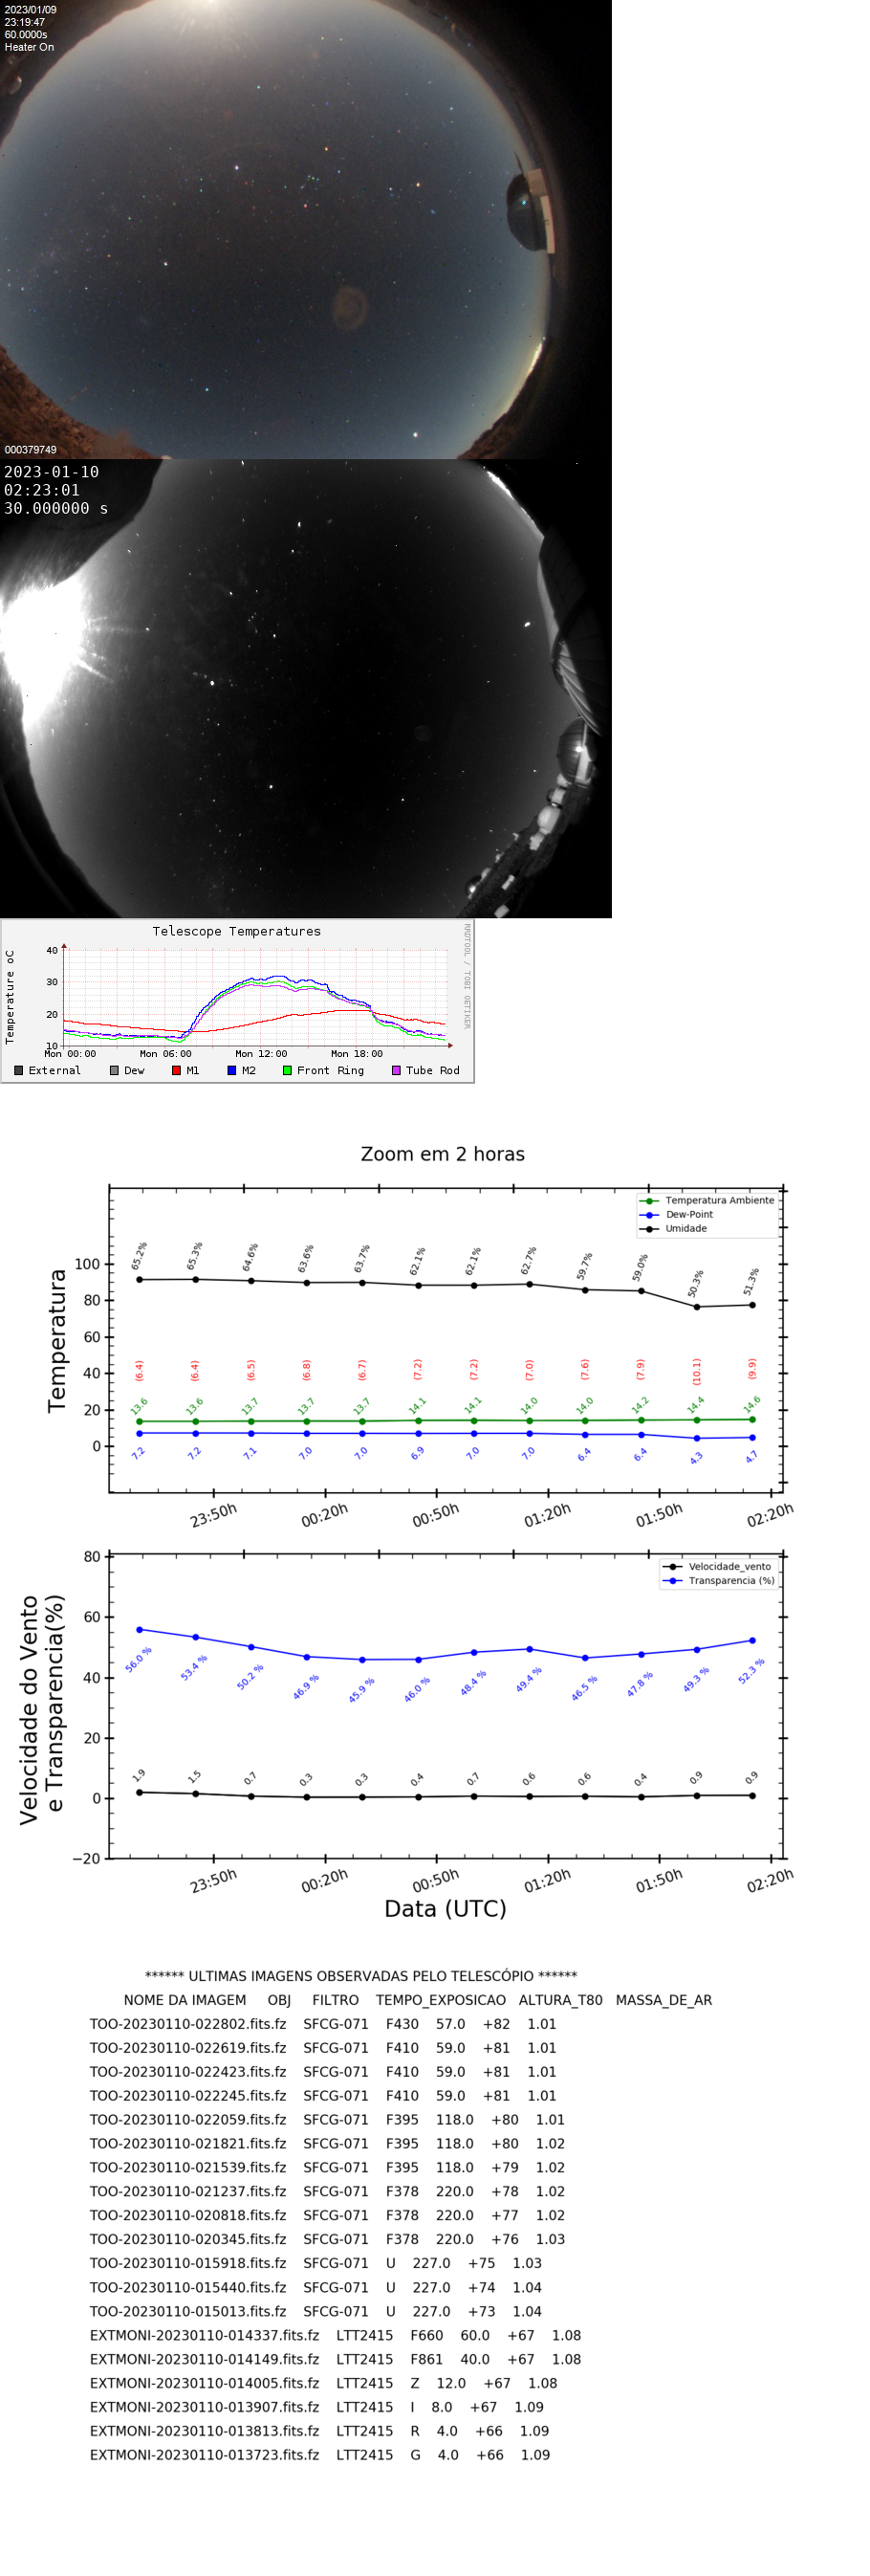 2023/01/09
23:19:47
60.0000s
Heater On
000379749
2023-01-10
02:23:01
30.000000 s
Telescope Temperatures
RRDTOOL / TOBI OETIKER
Temperature oC
40
30
20
10
Mon 00:00 Mon 06:00 Mon 12:00 Mon 18:00
External Dew M1 M2 Front Ring Tube Rod
Zoom em 2 horas
Temperatura Ambiente
Dew-Point
Umidade
Temperatura
100
80
60
40
20
0
65.2% 65.3% 64.6% 63.6% 63.7% 62.1% 62.1% 62.7% 59.7% 59.0% 50.3% 51.3%
(6.4) (6.4) (6.5) (6.8) (6.7) (7.2) (7.2) (7.0) (7.6) (7.9) (10.1) (9.9)
13.6 13.6 13.7 13.7 13.7 14.1 14.1 14.0 14.0 14.2 14.4 14.6
7.2 7.2 7.1 7.0 7.0 6.9 7.0 7.0 6.4 6.4 4.3 4.7
23:50h 00:20h 00:50h 01:20h 01:50h 02:20h
Velocidade_vento
Transparencia (%)
Velocidade do Vento
e Transparencia(%)
80
60
40
20
0
−20
56.0 % 53.4 % 50.2 % 46.9 % 45.9 % 46.0 % 48.4 % 49.4 % 46.5 % 47.8 % 49.3 % 52.3 %
1.9 1.5 0.7 0.3 0.3 0.4 0.7 0.6 0.6 0.4 0.9 0.9
23:50h 00:20h 00:50h 01:20h 01:50h 02:20h
Data (UTC)
****** ULTIMAS IMAGENS OBSERVADAS PELO TELESCÓPIO ******
NOME DA IMAGEM OBJ FILTRO TEMPO_EXPOSICAO ALTURA_T80 MASSA_DE_AR
TOO-20230110-022802.fits.fz SFCG-071 F430 57.0 +82 1.01
TOO-20230110-022619.fits.fz SFCG-071 F410 59.0 +81 1.01
TOO-20230110-022423.fits.fz SFCG-071 F410 59.0 +81 1.01
TOO-20230110-022245.fits.fz SFCG-071 F410 59.0 +81 1.01
TOO-20230110-022059.fits.fz SFCG-071 F395 118.0 +80 1.01
TOO-20230110-021821.fits.fz SFCG-071 F395 118.0 +80 1.02
TOO-20230110-021539.fits.fz SFCG-071 F395 118.0 +79 1.02
TOO-20230110-021237.fits.fz SFCG-071 F378 220.0 +78 1.02
TOO-20230110-020818.fits.fz SFCG-071 F378 220.0 +77 1.02
TOO-20230110-020345.fits.fz SFCG-071 F378 220.0 +76 1.03
TOO-20230110-015918.fits.fz SFCG-071 U 227.0 +75 1.03
TOO-20230110-015440.fits.fz SFCG-071 U 227.0 +74 1.04
TOO-20230110-015013.fits.fz SFCG-071 U 227.0 +73 1.04
EXTMONI-20230110-014337.fits.fz LTT2415 F660 60.0 +67 1.08
EXTMONI-20230110-014149.fits.fz LTT2415 F861 40.0 +67 1.08
EXTMONI-20230110-014005.fits.fz LTT2415 Z 12.0 +67 1.08
EXTMONI-20230110-013907.fits.fz LTT2415 I 8.0 +67 1.09
EXTMONI-20230110-013813.fits.fz LTT2415 R 4.0 +66 1.09
EXTMONI-20230110-013723.fits.fz LTT2415 G 4.0 +66 1.09